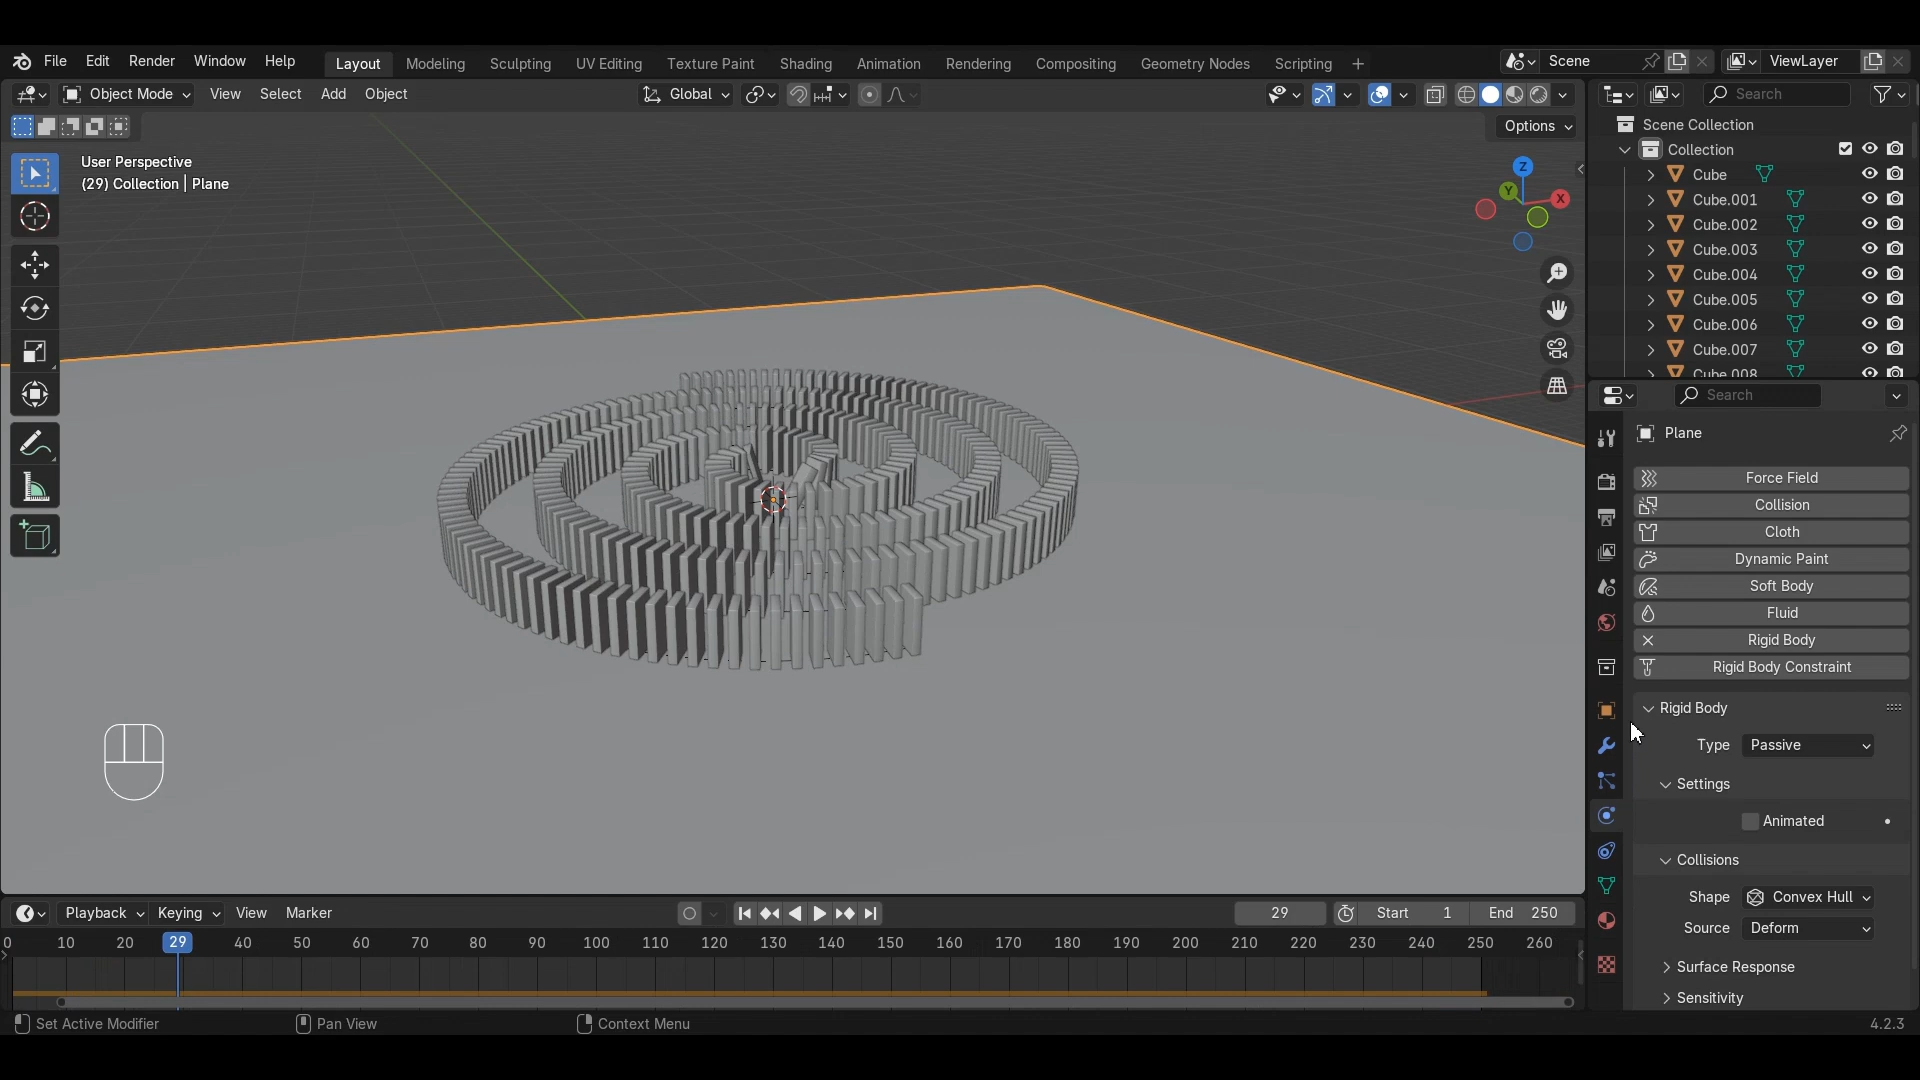 File Edit Render Window Help Layout Modeling Sculpting UV Editing Texture Paint Shading Animation Rendering Compositing Geometry Nodes Scripting + Scene ViewLayer
Object Mode View Select Add Object Global Search
Options
User Perspective
(29) Collection | Plane
Z
Y
X
Scene Collection
Collection
Cube
Cube.001
Cube.002
Cube.003
Cube.004
Cube.005
Cube.006
Cube.007
Cube.008
Search
Plane
Force Field
Collision
Cloth
Dynamic Paint
Soft Body
Fluid
Rigid Body
Rigid Body Constraint
Rigid Body
Type Passive
Settings
Animated
Collisions
Shape Convex Hull
Source Deform
Surface Response
Sensitivity
Playback Keying View Marker 29 Start 1 End 250
0 10 20 29 40 50 60 70 80 90 100 110 120 130 140 150 160 170 180 190 200 210 220 230 240 250 260
Set Active Modifier Pan View Context Menu 4.2.3